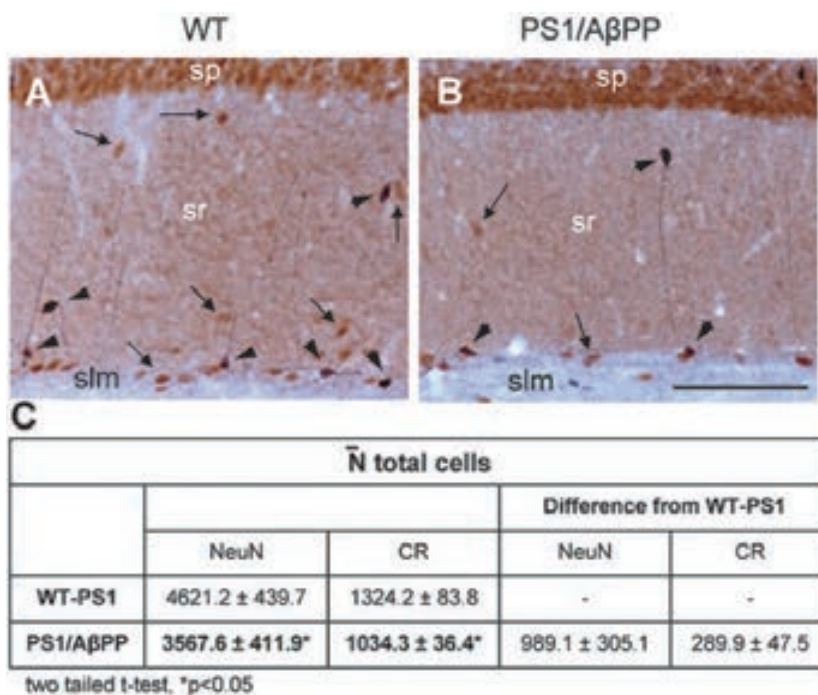 WT PS1/AβPP
A sp B sp
sr sr
slm slm
C
N̄ total cells
Difference from WT-PS1
NeuN CR NeuN CR
WT-PS1 4621.2 ± 439.7 1324.2 ± 83.8 - -
PS1/AβPP 3567.6 ± 411.9* 1034.3 ± 36.4* 989.1 ± 305.1 289.9 ± 47.5
two tailed t-test, *p<0.05